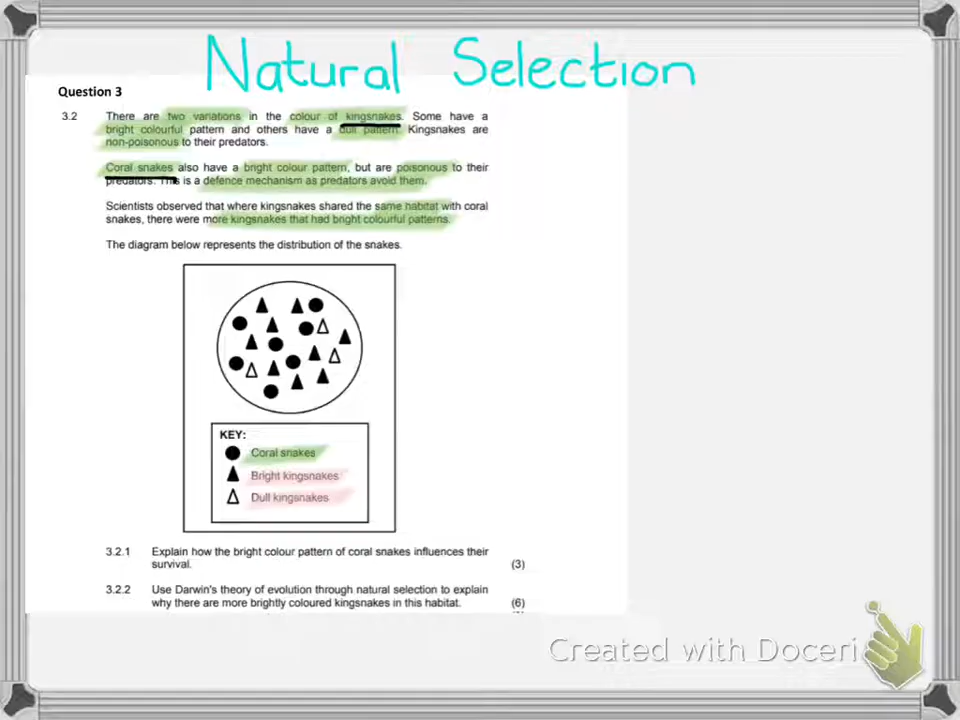 Natural Selection
Question 3
3.2 There are two variations in the colour of kingsnakes. Some have a
bright colourful pattern and others have a dull pattern. Kingsnakes are
non-poisonous to their predators.
Coral snakes also have a bright colour pattern, but are poisonous to their
predators. This is a defence mechanism as predators avoid them.
Scientists observed that where kingsnakes shared the same habitat with coral
snakes, there were more kingsnakes that had bright colourful patterns.
The diagram below represents the distribution of the snakes.
KEY:
Coral snakes
Bright kingsnakes
Dull kingsnakes
3.2.1 Explain how the bright colour pattern of coral snakes influences their
survival. (3)
3.2.2 Use Darwin's theory of evolution through natural selection to explain
why there are more brightly coloured kingsnakes in this habitat. (6)
Created with Doceri